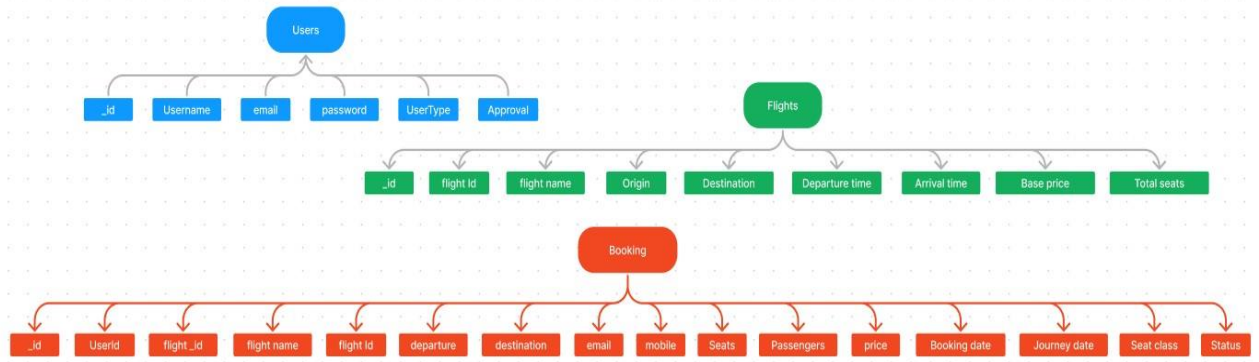 Users
_id
Username
email
password
UserType
Approval
Flights
_id
flight Id
flight name
Origin
Destination
Departure time
Arrival time
Base price
Total seats
Booking
_id
UserId
flight _id
flight name
flight Id
departure
destination
email
mobile
Seats
Passengers
price
Booking date
Journey date
Seat class
Status